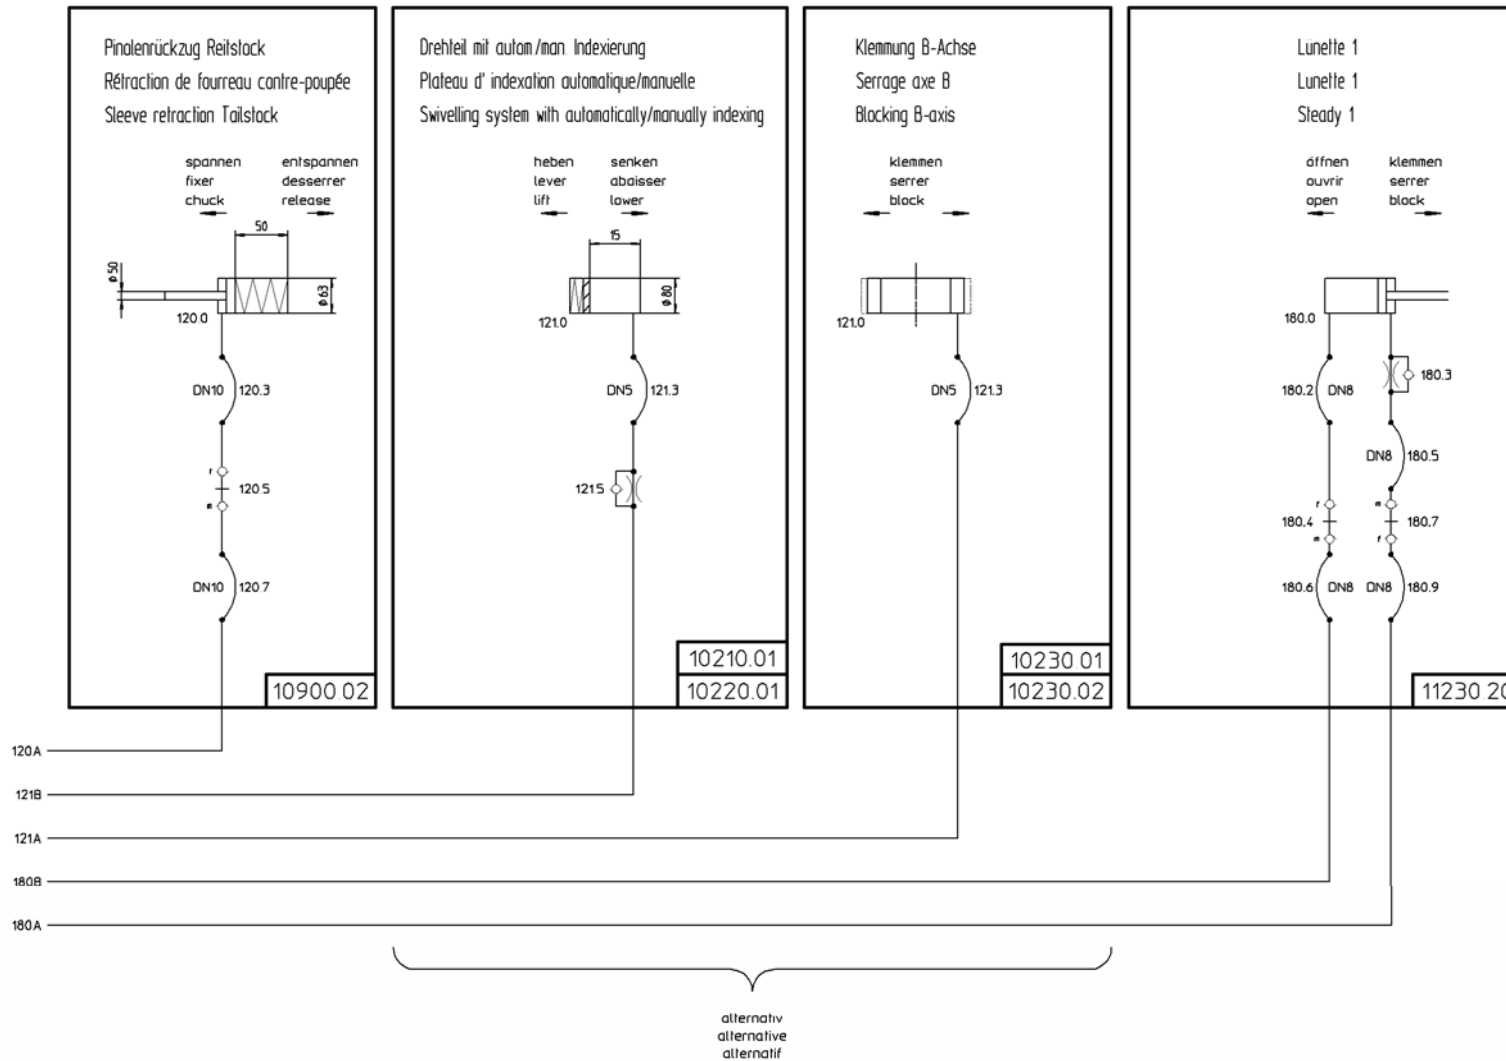 Pinolenrückzug Reitstock
Rétraction de fourreau contre-poupée
Sleeve retraction Tailstock
spannen entspannen
fixer desserrer
chuck release
50
ø50
ø63
120.0
DN10 120.3
f
120.5
m
DN10 120.7
10900.02
Drehteil mit autom./man. Indexierung
Plateau d' indexation automatique/manuelle
Swivelling system with automatically/manually indexing
heben senken
lever abaisser
lift lower
15
ø80
121.0
DN5 121.3
121.5
10210.01
10220.01
Klemmung B-Achse
Serrage axe B
Blocking B-axis
klemmen
serrer
block
121.0
DN5 121.3
10230.01
10230.02
Lünette 1
Lunette 1
Steady 1
öffnen klemmen
ouvrir serrer
open block
180.0
180.3
180.2 DN8
DN8 180.5
f m
180.4 180.7
m f
180.6 DN8 DN8 180.9
11230.20
120A
121B
121A
180B
180A
alternativ
alternative
alternatif